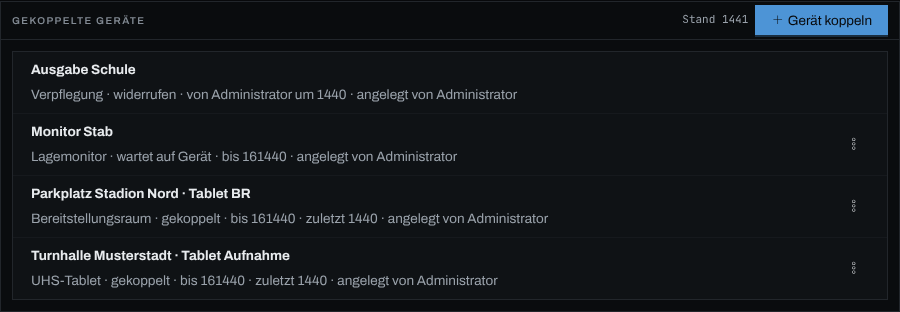 GEKOPPELTE GERÄTE
Stand 1441
+ Gerät koppeln
Ausgabe Schule
Verpflegung · widerrufen · von Administrator um 1440 · angelegt von Administrator
Monitor Stab
Lagemonitor · wartet auf Gerät · bis 161440 · angelegt von Administrator
Parkplatz Stadion Nord · Tablet BR
Bereitstellungsraum · gekoppelt · bis 161440 · zuletzt 1440 · angelegt von Administrator
Turnhalle Musterstadt · Tablet Aufnahme
UHS-Tablet · gekoppelt · bis 161440 · zuletzt 1440 · angelegt von Administrator